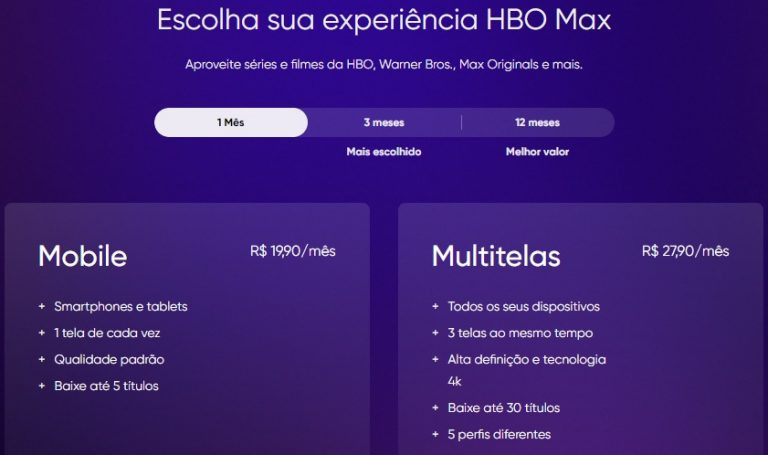 Escolha sua experiência HBO Max
Aproveite séries e filmes da HBO, Warner Bros., Max Originals e mais.
1 Mês
3 meses
12 meses
Mais escolhido
Melhor valor
Mobile
R$ 19,90/mês
+ Smartphones e tablets
+ 1 tela de cada vez
+ Qualidade padrão
+ Baixe até 5 títulos
Multitelas
R$ 27,90/mês
+ Todos os seus dispositivos
+ 3 telas ao mesmo tempo
+ Alta definição e tecnologia
4k
+ Baixe até 30 títulos
+ 5 perfis diferentes